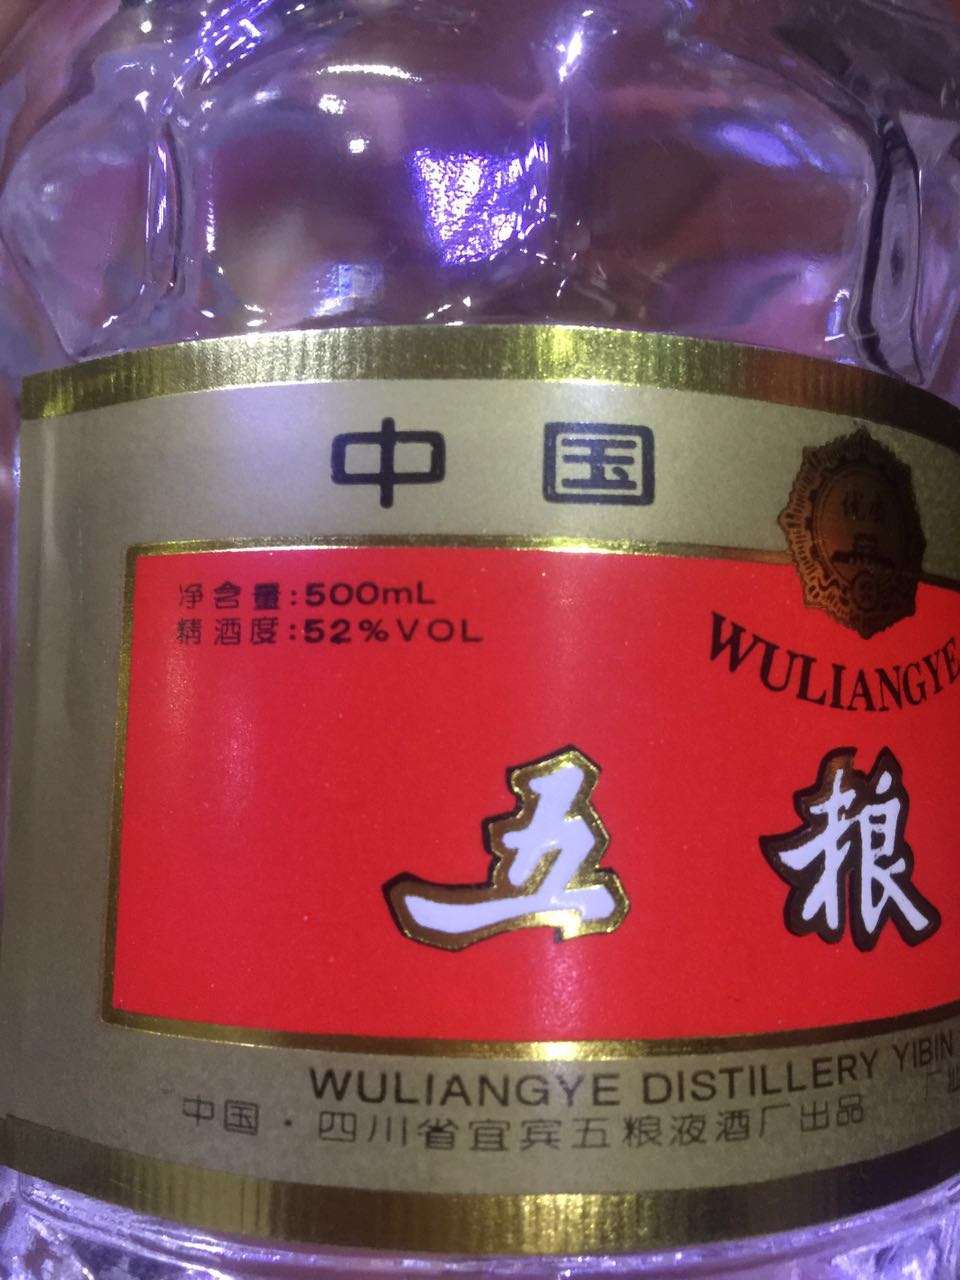 中国
净含量:500mL
精酒度:52%VOL
WULIANGYE
五粮
WULIANGYE DISTILLERY YIBIN
中国·四川省宜宾五粮液酒厂出品